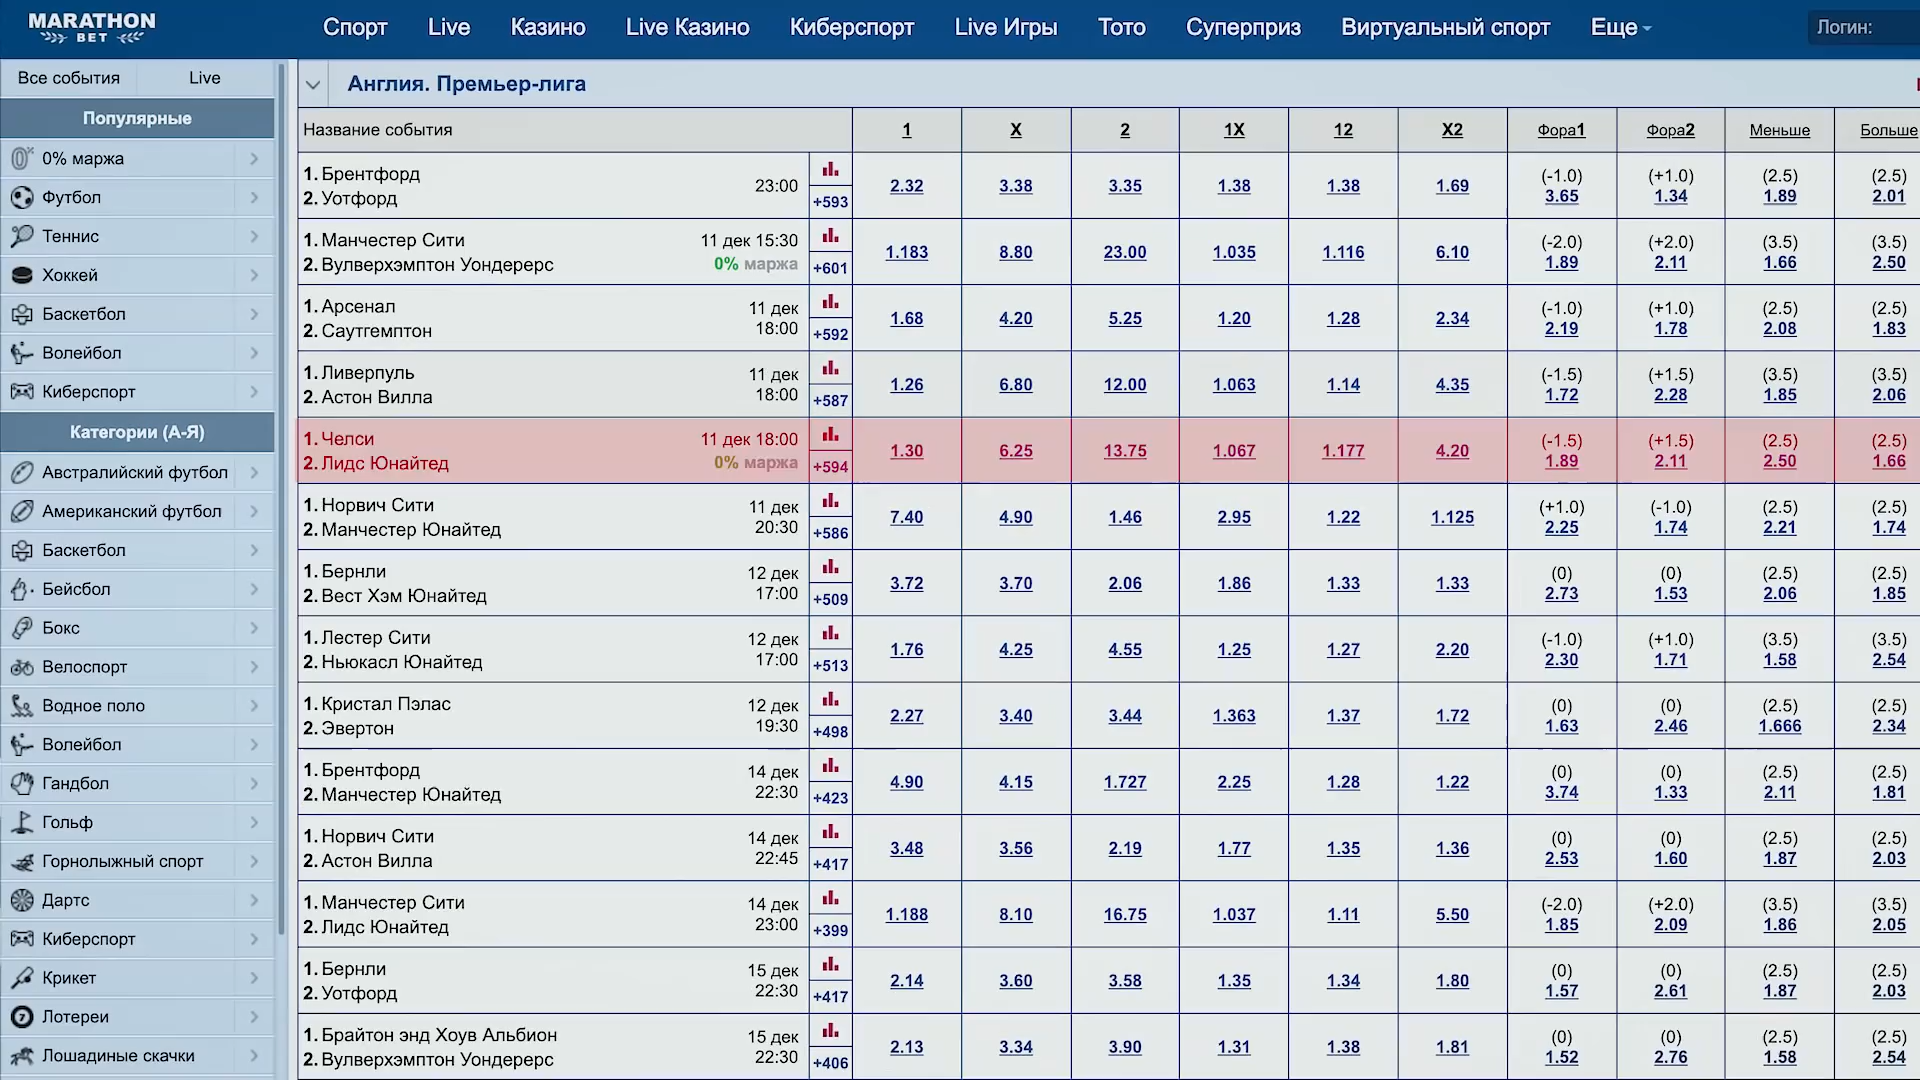 MARATHON
BET
Спорт Live Казино Live Казино Киберспорт Live Игры Тото Суперприз Виртуальный спорт Еще Логин:
Все события Live
Популярные
0% маржа
Футбол
Теннис
Хоккей
Баскетбол
Волейбол
Киберспорт
Категории (А-Я)
Австралийский футбол
Американский футбол
Баскетбол
Бейсбол
Бокс
Велоспорт
Водное поло
Волейбол
Гандбол
Гольф
Горнолыжный спорт
Дартс
Киберспорт
Крикет
Лотереи
Лошадиные скачки
Англия. Премьер-лига
Название события 1 X 2 1X 12 X2 Фора1 Фора2 Меньше Больше
1. Брентфорд (-1.0) (+1.0) (2.5) (2.5)
2. Уотфорд 23:00 +593 2.32 3.38 3.35 1.38 1.38 1.69 3.65 1.34 1.89 2.01
1. Манчестер Сити 11 дек 15:30 (-2.0) (+2.0) (3.5) (3.5)
2. Вулверхэмптон Уондерерс 0% маржа +601 1.183 8.80 23.00 1.035 1.116 6.10 1.89 2.11 1.66 2.50
1. Арсенал 11 дек (-1.0) (+1.0) (2.5) (2.5)
2. Саутгемптон 18:00 +592 1.68 4.20 5.25 1.20 1.28 2.34 2.19 1.78 2.08 1.83
1. Ливерпуль 11 дек (-1.5) (+1.5) (3.5) (3.5)
2. Астон Вилла 18:00 +587 1.26 6.80 12.00 1.063 1.14 4.35 1.72 2.28 1.85 2.06
1. Челси 11 дек 18:00 (-1.5) (+1.5) (2.5) (2.5)
2. Лидс Юнайтед 0% маржа +594 1.30 6.25 13.75 1.067 1.177 4.20 1.89 2.11 2.50 1.66
1. Норвич Сити 11 дек (+1.0) (-1.0) (2.5) (2.5)
2. Манчестер Юнайтед 20:30 +586 7.40 4.90 1.46 2.95 1.22 1.125 2.25 1.74 2.21 1.74
1. Бернли 12 дек (0) (0) (2.5) (2.5)
2. Вест Хэм Юнайтед 17:00 +509 3.72 3.70 2.06 1.86 1.33 1.33 2.73 1.53 2.06 1.85
1. Лестер Сити 12 дек (-1.0) (+1.0) (3.5) (3.5)
2. Ньюкасл Юнайтед 17:00 +513 1.76 4.25 4.55 1.25 1.27 2.20 2.30 1.71 1.58 2.54
1. Кристал Пэлас 12 дек (0) (0) (2.5) (2.5)
2. Эвертон 19:30 +498 2.27 3.40 3.44 1.363 1.37 1.72 1.63 2.46 1.666 2.34
1. Брентфорд 14 дек (0) (0) (2.5) (2.5)
2. Манчестер Юнайтед 22:30 +423 4.90 4.15 1.727 2.25 1.28 1.22 3.74 1.33 2.11 1.81
1. Норвич Сити 14 дек (0) (0) (2.5) (2.5)
2. Астон Вилла 22:45 +417 3.48 3.56 2.19 1.77 1.35 1.36 2.53 1.60 1.87 2.03
1. Манчестер Сити 14 дек (-2.0) (+2.0) (3.5) (3.5)
2. Лидс Юнайтед 23:00 +399 1.188 8.10 16.75 1.037 1.11 5.50 1.85 2.09 1.86 2.05
1. Бернли 15 дек (0) (0) (2.5) (2.5)
2. Уотфорд 22:30 +417 2.14 3.60 3.58 1.35 1.34 1.80 1.57 2.61 1.87 2.03
1. Брайтон энд Хоув Альбион 15 дек (0) (0) (2.5) (2.5)
2. Вулверхэмптон Уондерерс 22:30 +406 2.13 3.34 3.90 1.31 1.38 1.81 1.52 2.76 1.58 2.54